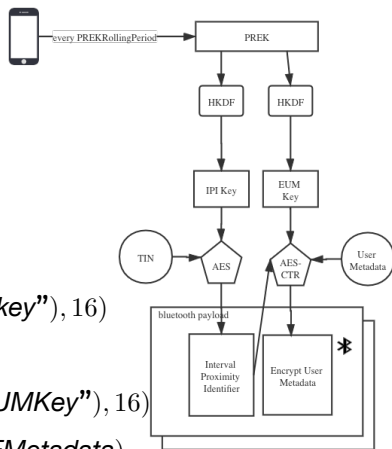 every PREKRollingPeriod
PREK
HKDF
HKDF
IPI Key
EUM
Key
TIN
AES
AES-
CTR
User
Metadata
key”), 16)
bluetooth payload
Interval
Proximity
Identifier
Encrypt User
Metadata
UMKey”), 16)